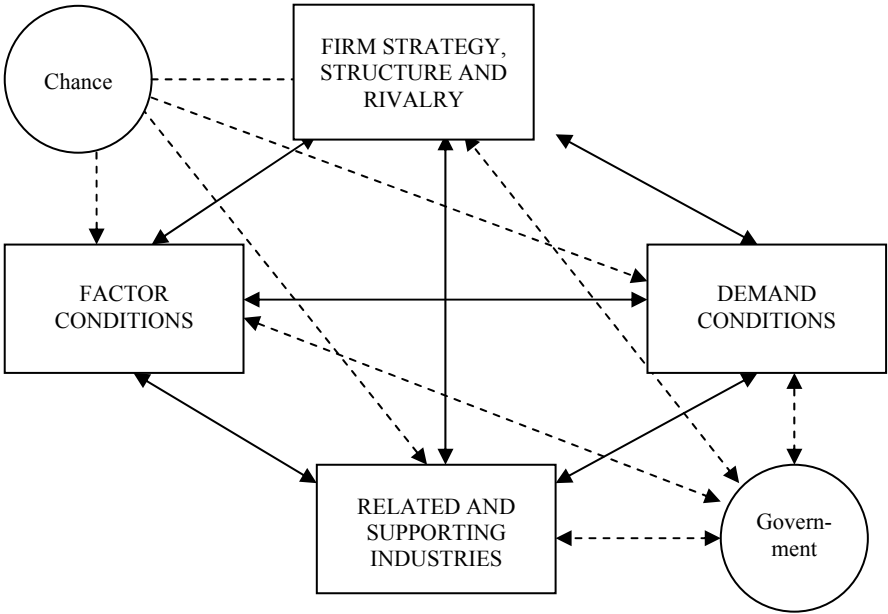 Chance
FIRM STRATEGY,
STRUCTURE AND
RIVALRY
FACTOR
CONDITIONS
DEMAND
CONDITIONS
RELATED AND
SUPPORTING
INDUSTRIES
Govern-
ment